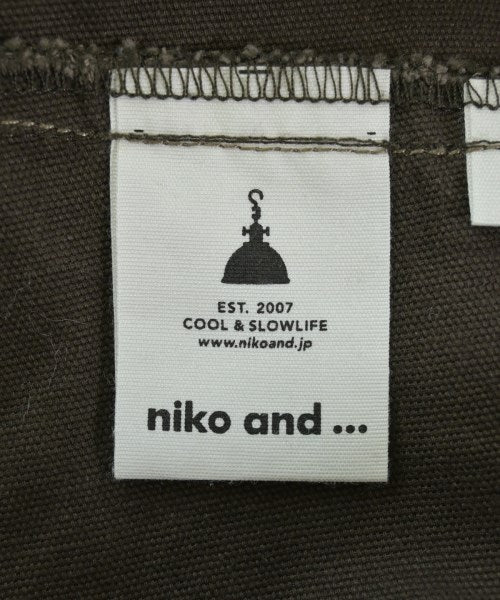 EST. 2007
COOL & SLOWLIFE
www.nikoand.jp
niko and ...